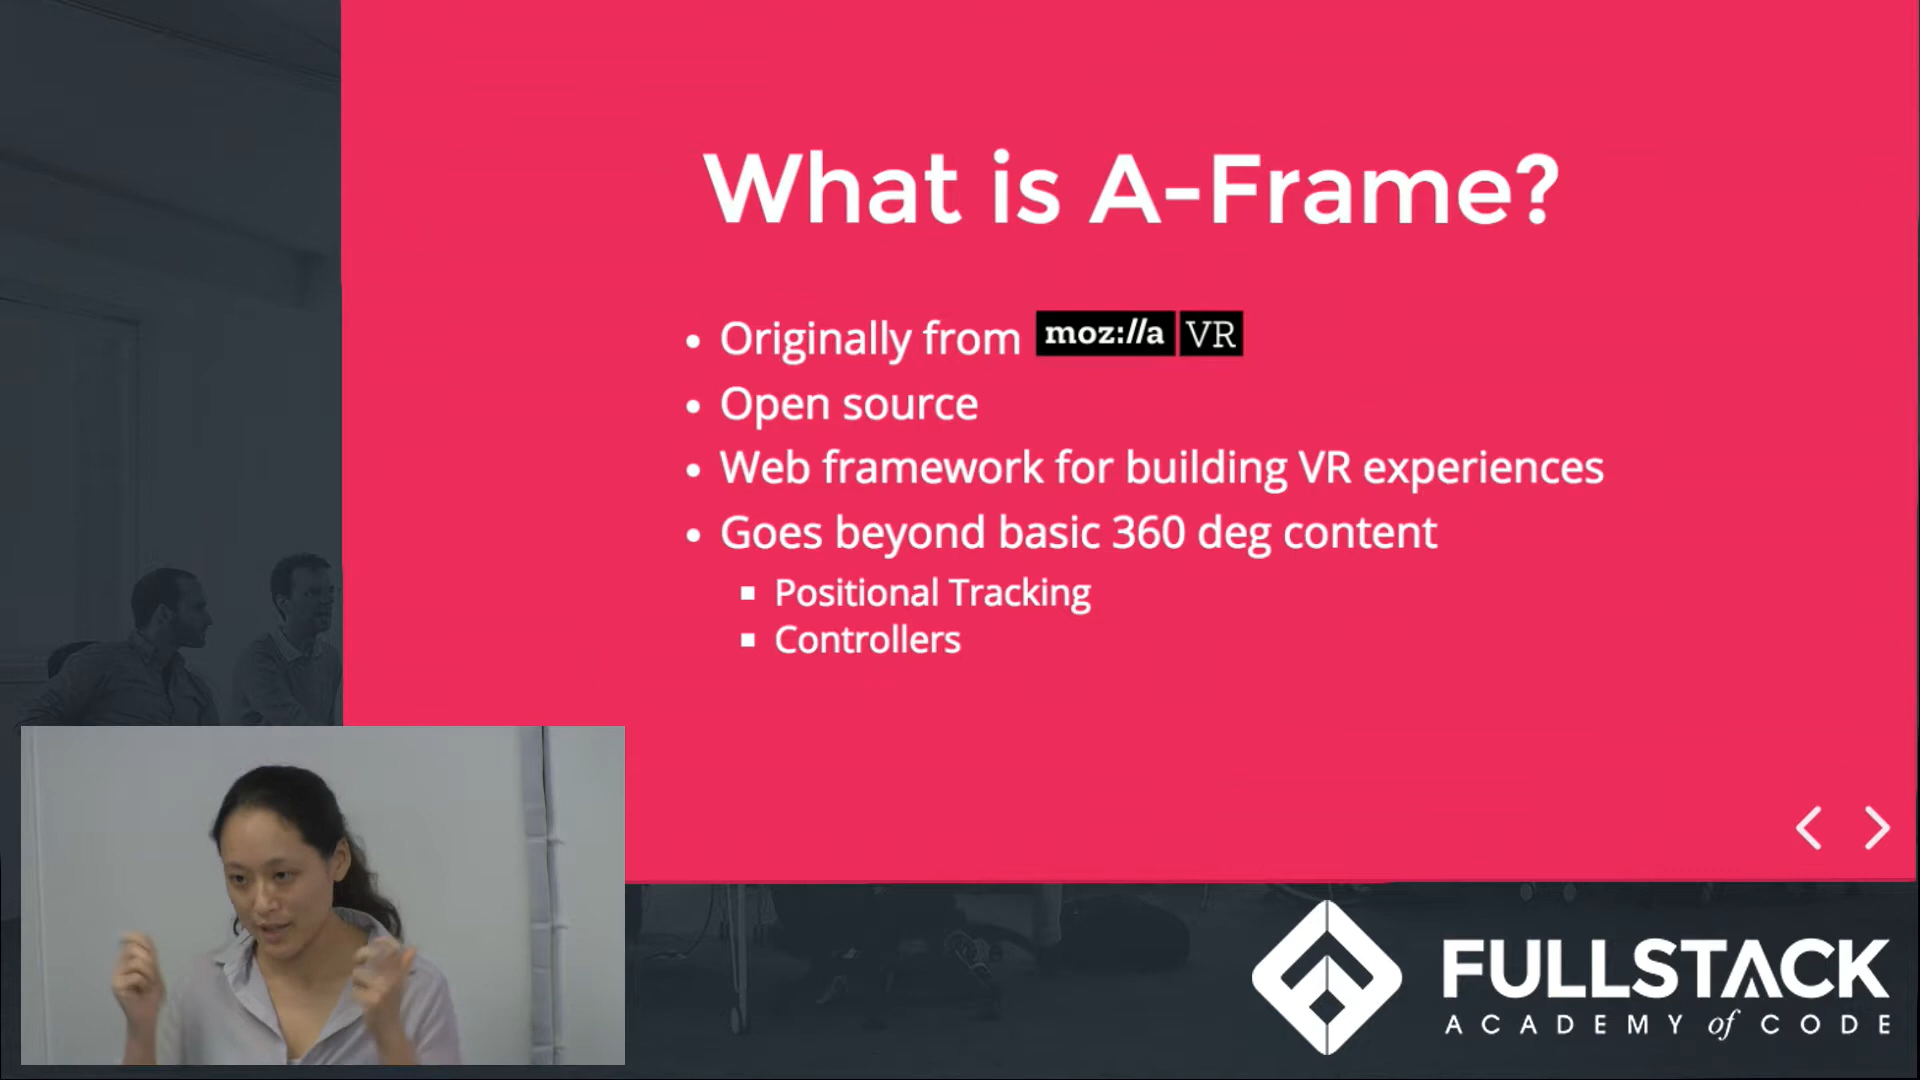 What is A-Frame?
Originally from moz://a VR
Open source
Web framework for building VR experiences
Goes beyond basic 360 deg content
Positional Tracking
Controllers
FULLSTACK
ACADEMY of CODE